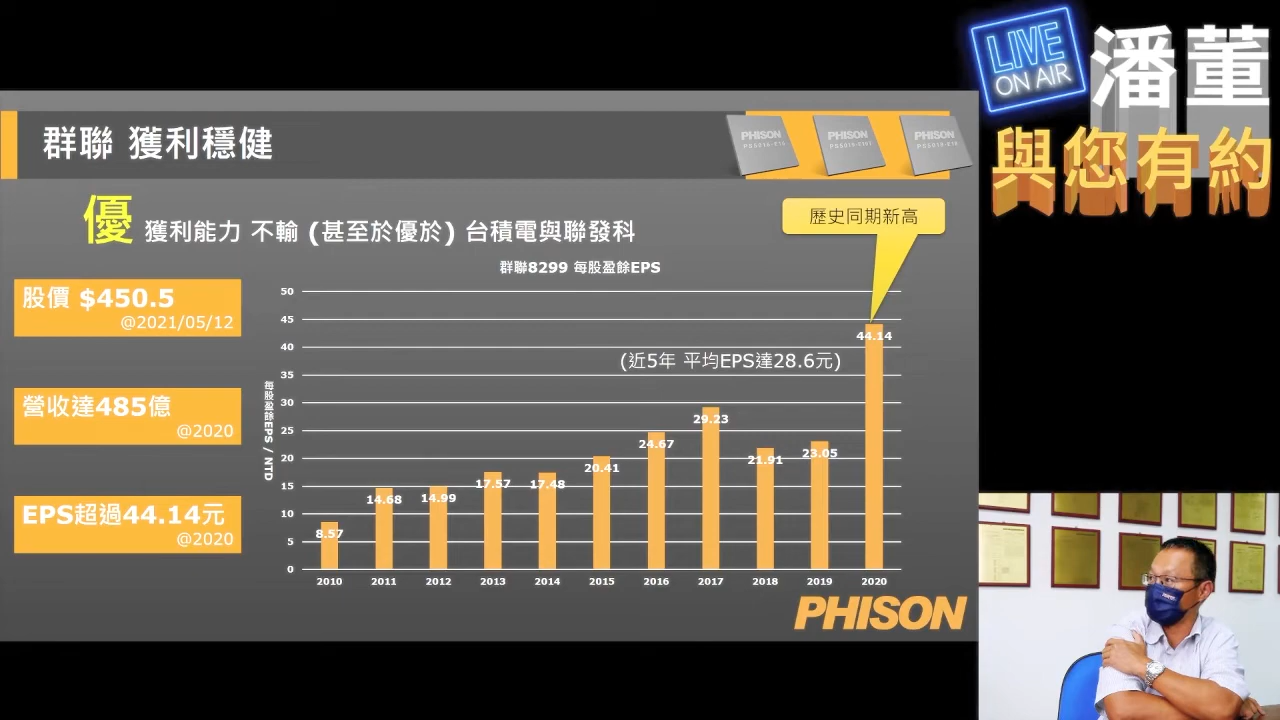 LIVE
ON AIR
潘董
與您有約
群聯 獲利穩健
PHISON
PHISON
PHISON
優 獲利能力 不輸 (甚至於優於) 台積電與聯發科
歷史同期新高
股價 $450.5
@2021/05/12
營收達485億
@2020
EPS超過44.14元
@2020
群聯8299 每股盈餘EPS
(近5年 平均EPS達28.6元)
每股盈餘EPS / NTD
50
45
40
35
30
25
20
15
10
5
0
8.57
14.68
14.99
17.57
17.48
20.41
24.67
29.23
21.91
23.05
44.14
2010
2011
2012
2013
2014
2015
2016
2017
2018
2019
2020
PHISON